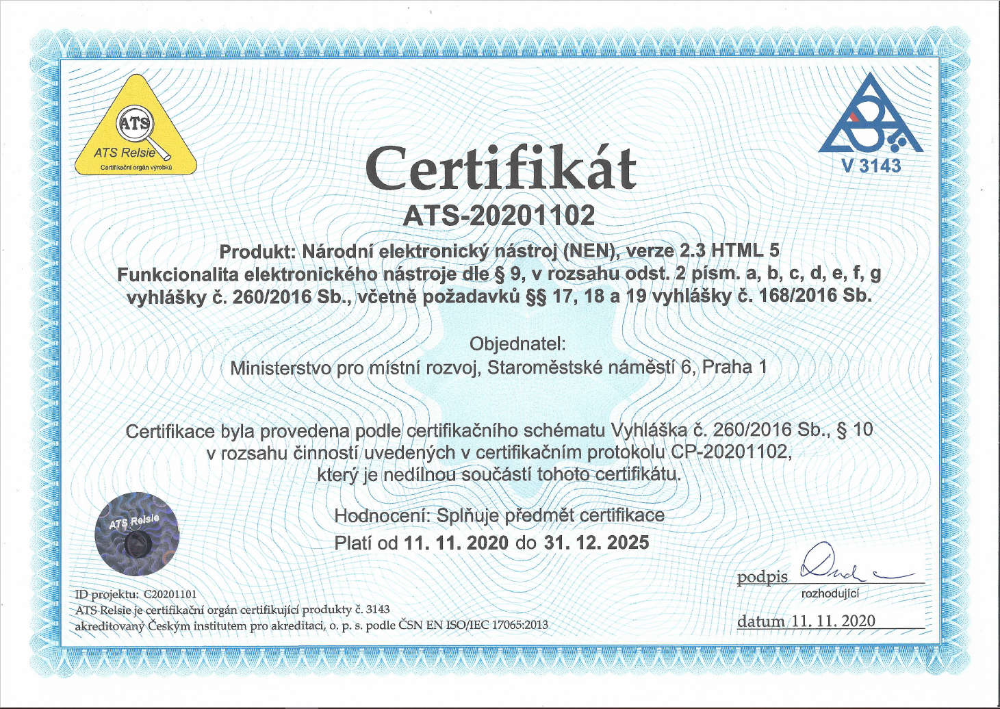 ATS
ATS Relsie
Certifikační orgán výrobků
V 3143
Certifikát
ATS-20201102
Produkt: Národní elektronický nástroj (NEN), verze 2.3 HTML 5
Funkcionalita elektronického nástroje dle § 9, v rozsahu odst. 2 písm. a, b, c, d, e, f, g
vyhlášky č. 260/2016 Sb., včetně požadavků §§ 17, 18 a 19 vyhlášky č. 168/2016 Sb.
Objednatel:
Ministerstvo pro místní rozvoj, Staroměstské náměstí 6, Praha 1
Certifikace byla provedena podle certifikačního schématu Vyhláška č. 260/2016 Sb., § 10
v rozsahu činností uvedených v certifikačním protokolu CP-20201102,
který je nedílnou součástí tohoto certifikátu.
Hodnocení: Splňuje předmět certifikace
Platí od 11. 11. 2020 do 31. 12. 2025
ATS Relsie
podpis
rozhodující
datum 11. 11. 2020
ID projektu: C20201101
ATS Relsie je certifikační orgán certifikující produkty č. 3143
akreditovaný Českým institutem pro akreditaci, o. p. s. podle ČSN EN ISO/IEC 17065:2013